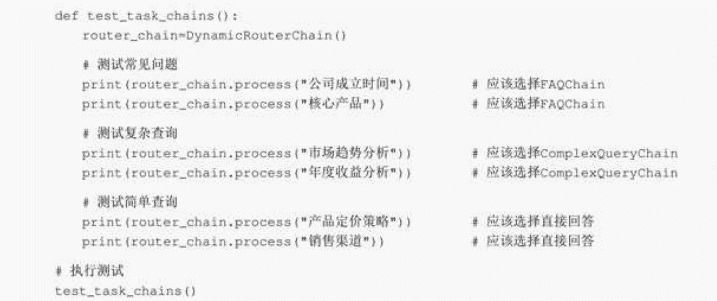 def test_task_chains():
router_chain=DynamicRouterChain()
# 测试常见问题
print(router_chain.process("公司成立时间")) # 应该选择FAQChain
print(router_chain.process("核心产品")) # 应该选择FAQChain
# 测试复杂查询
print(router_chain.process("市场趋势分析")) # 应该选择ComplexQueryChain
print(router_chain.process("年度收益分析")) # 应该选择ComplexQueryChain
# 测试简单查询
print(router_chain.process("产品定价策略")) # 应该选择直接回答
print(router_chain.process("销售渠道")) # 应该选择直接回答
# 执行测试
test_task_chains()